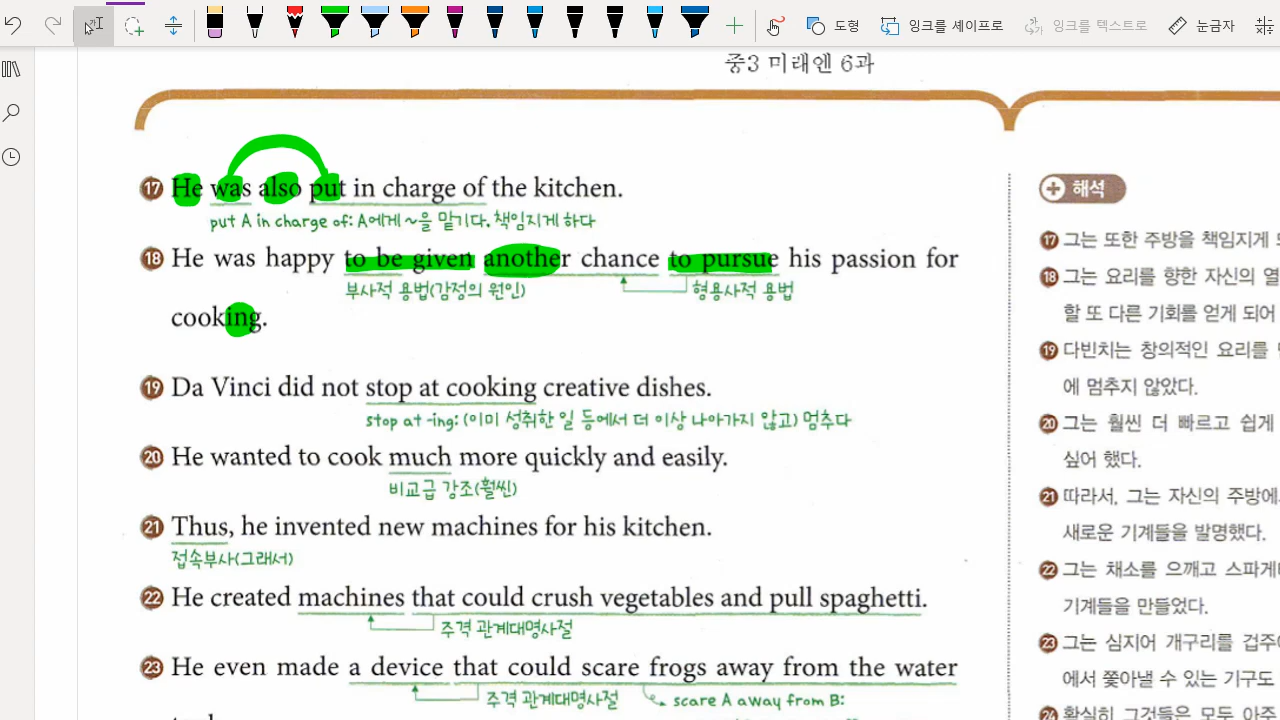 도형
잉크를 셰이프로
잉크를 텍스트로
눈금자
중3 미래엔 6과
17 He was also put in charge of the kitchen.
put A in charge of: A에게 ~을 맡기다. 책임지게 하다
18 He was happy to be given another chance to pursue his passion for
부사적 용법(감정의 원인) 형용사적 용법
cooking.
19 Da Vinci did not stop at cooking creative dishes.
stop at -ing: (이미 성취한 일 등에서 더 이상 나아가지 않고) 멈추다
20 He wanted to cook much more quickly and easily.
비교급 강조(훨씬)
21 Thus, he invented new machines for his kitchen.
접속부사(그래서)
22 He created machines that could crush vegetables and pull spaghetti.
주격 관계대명사절
23 He even made a device that could scare frogs away from the water
주격 관계대명사절 scare A away from B:
해석
17 그는 또한 주방을 책임지게
18 그는 요리를 향한 자신의
할 또 다른 기회를 얻게 되어
19 다빈치는 창의적인 요리를
에 멈추지 않았다.
20 그는 훨씬 더 빠르고 쉽게
싶어 했다.
21 따라서, 그는 자신의 주방에
새로운 기계들을 발명했다.
22 그는 채소를 으깨고
기계들을 만들었다.
23 그는 심지어 개구리를
에서 쫓아낼 수 있는 기구도
24 확실히 그것들은 모두 아주